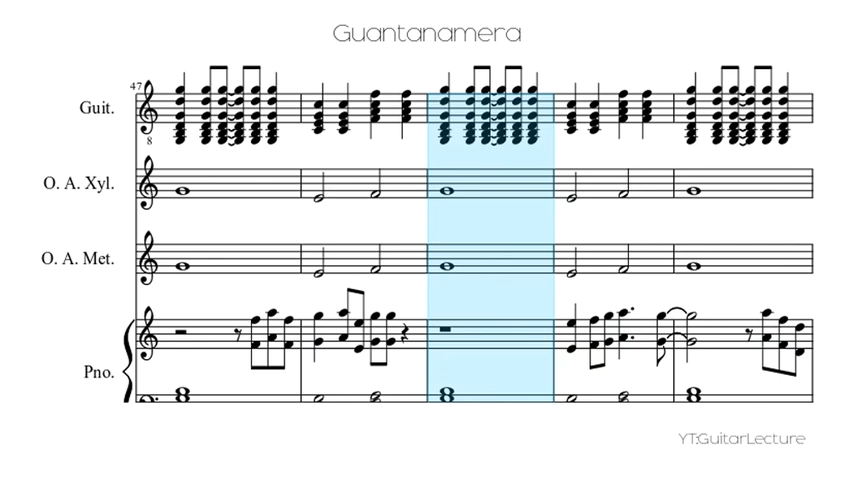 Guantanamera
47
Guit.
8
O. A. Xyl.
O. A. Met.
Pno.
YT:GuitarLecture